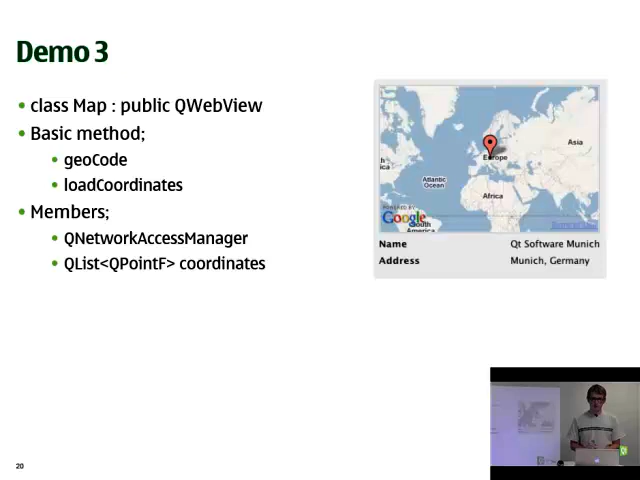 Demo 3
• class Map : public QWebView
• Basic method;
• geoCode
• loadCoordinates
• Members;
• QNetworkAccessManager
• QList<QPointF> coordinates
Asia
Europe
Atlantic
Ocean
Africa
POWERED BY
Google
South
America
Name Qt Software Munich
Address Munich, Germany
20